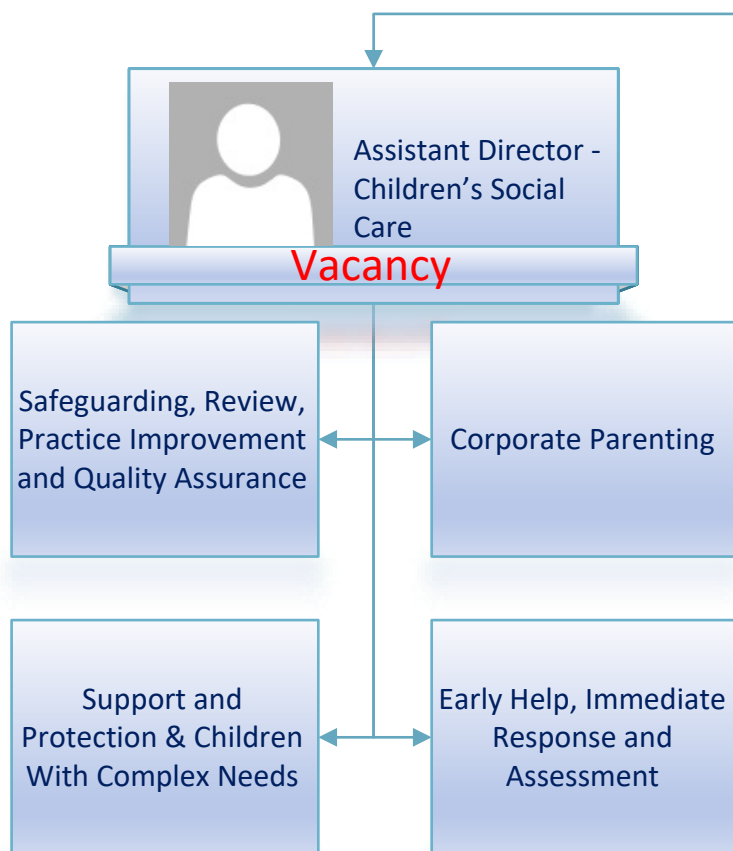 Assistant Director -
Children’s Social
Care
Vacancy
Safeguarding, Review,
Practice Improvement
and Quality Assurance
Corporate Parenting
Support and
Protection & Children
With Complex Needs
Early Help, Immediate
Response and
Assessment